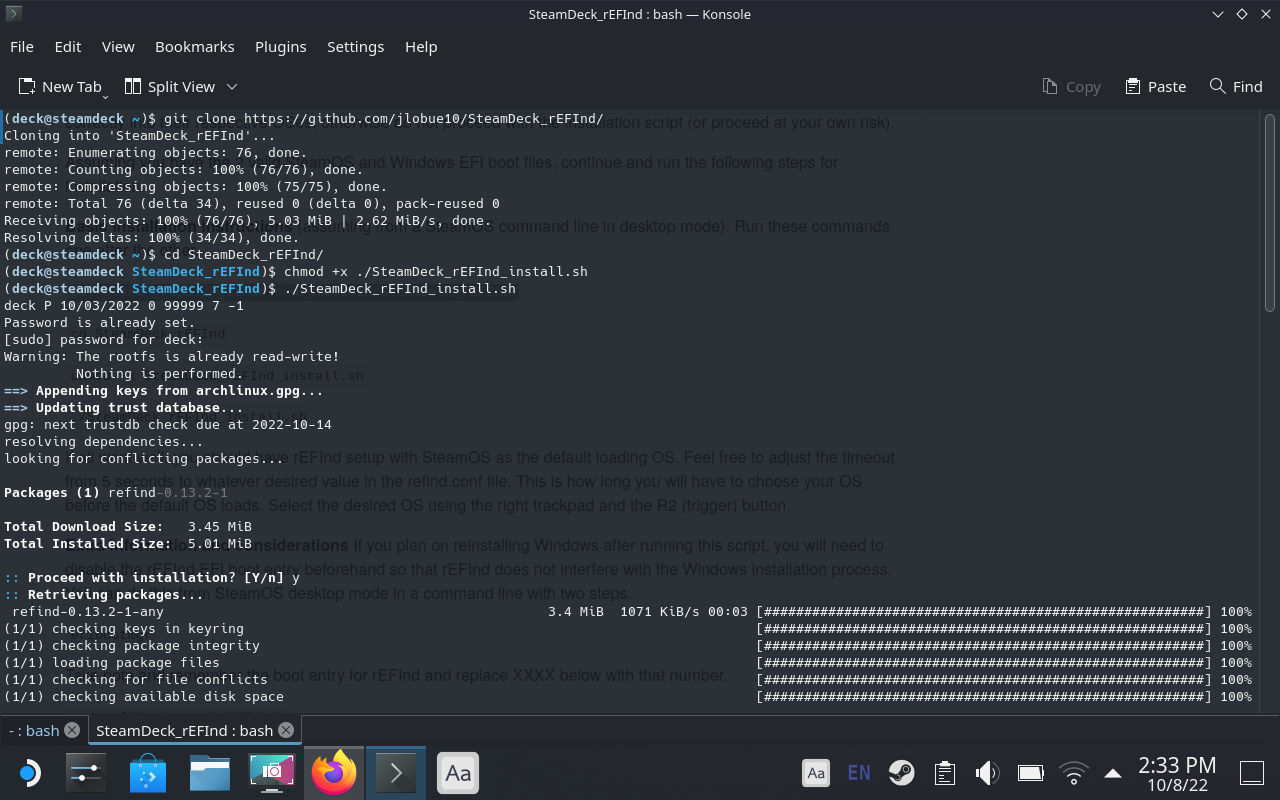 SteamDeck_rEFInd : bash — Konsole
File Edit View Bookmarks Plugins Settings Help
New Tab Split View Copy Paste Find
(deck@steamdeck ~)$ git clone https://github.com/jlobue10/SteamDeck_rEFInd/
Cloning into 'SteamDeck_rEFInd'...
remote: Enumerating objects: 76, done.
remote: Counting objects: 100% (76/76), done.
remote: Compressing objects: 100% (75/75), done.
remote: Total 76 (delta 34), reused 0 (delta 0), pack-reused 0
Receiving objects: 100% (76/76), 5.03 MiB | 2.62 MiB/s, done.
Resolving deltas: 100% (34/34), done.
(deck@steamdeck ~)$ cd SteamDeck_rEFInd/
(deck@steamdeck SteamDeck_rEFInd)$ chmod +x ./SteamDeck_rEFInd_install.sh
(deck@steamdeck SteamDeck_rEFInd)$ ./SteamDeck_rEFInd_install.sh
deck P 10/03/2022 0 99999 7 -1
Password is already set.
[sudo] password for deck:
Warning: The rootfs is already read-write!
Nothing is performed.
==> Appending keys from archlinux.gpg...
==> Updating trust database...
gpg: next trustdb check due at 2022-10-14
resolving dependencies...
looking for conflicting packages...
Packages (1) refind-0.13.2-1
Total Download Size: 3.45 MiB
Total Installed Size: 5.01 MiB
:: Proceed with installation? [Y/n] y
:: Retrieving packages...
refind-0.13.2-1-any 3.4 MiB 1071 KiB/s 00:03 [#######################################################] 100%
(1/1) checking keys in keyring [#######################################################] 100%
(1/1) checking package integrity [#######################################################] 100%
(1/1) loading package files [#######################################################] 100%
(1/1) checking for file conflicts [#######################################################] 100%
(1/1) checking available disk space [#######################################################] 100%
- : bash SteamDeck_rEFInd : bash
Aa Aa EN 2:33 PM
10/8/22